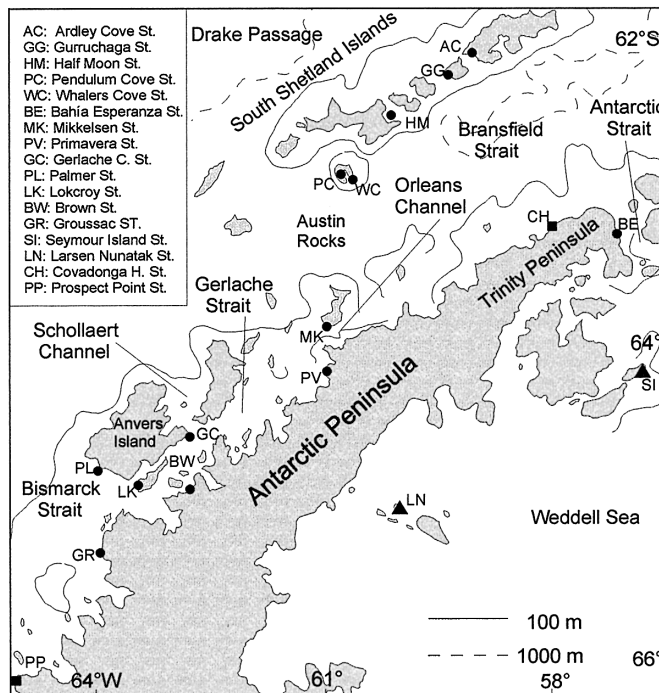 AC: Ardley Cove St.
GG: Gurruchaga St.
HM: Half Moon St.
PC: Pendulum Cove St.
WC: Whalers Cove St.
BE: Bahía Esperanza St.
MK: Mikkelsen St.
PV: Primavera St.
GC: Gerlache C. St.
PL: Palmer St.
LK: Lokcroy St.
BW: Brown St.
GR: Groussac ST.
SI: Seymour Island St.
LN: Larsen Nunatak St.
CH: Covadonga H. St.
PP: Prospect Point St.
Drake Passage
62°S
South Shetland Islands
AC
GG
HM
Bransfield
Strait
Antarctic
Strait
PC
WC
Orleans
Channel
Austin
Rocks
CH
BE
Trinity Peninsula
Gerlache
Strait
Schollaert
Channel
MK
64°
PV
SI
Antarctic Peninsula
Anvers
Island
GC
BW
PL
LK
Bismarck
Strait
LN
Weddell Sea
GR
100 m
1000 m
PP
66°
64°W
61°
58°